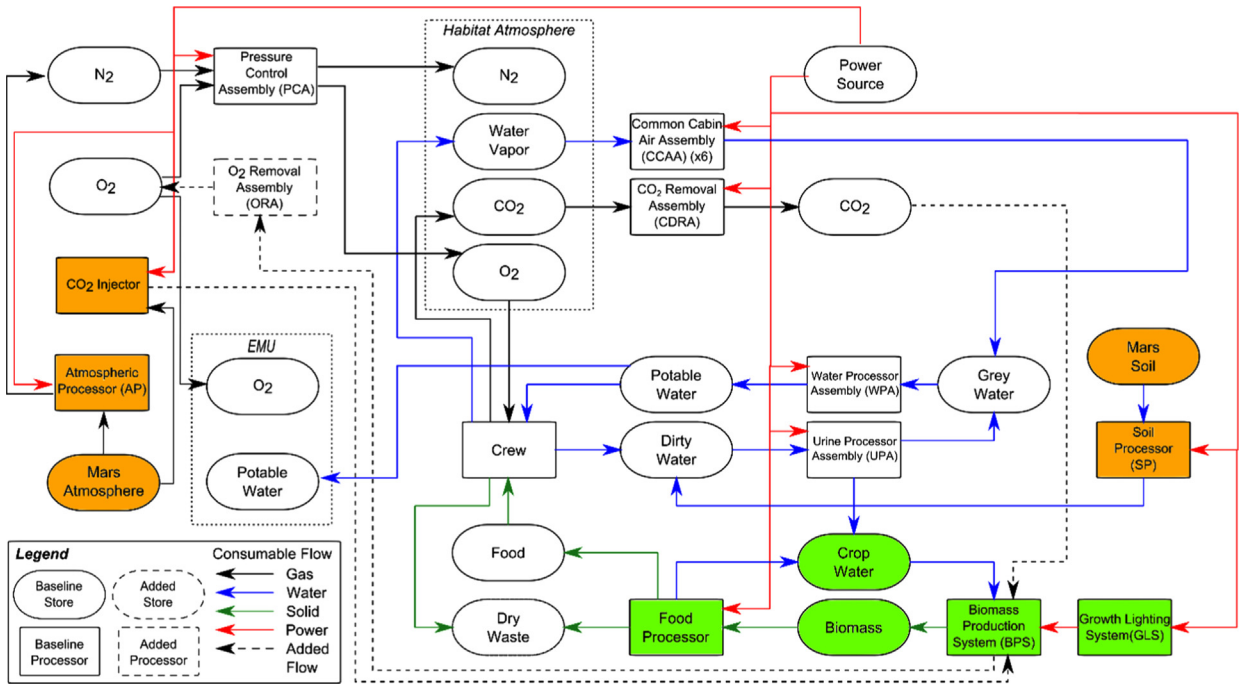 Habitat Atmosphere
N2
Pressure
Control
Assembly (PCA)
N2
Power
Source
Water
Vapor
Common Cabin
Air Assembly
(CCAA) (x6)
O2
O2 Removal
Assembly
(ORA)
CO2
CO2 Removal
Assembly
(CDRA)
CO2
O2
CO2 Injector
EMU
O2
Atmospheric
Processor (AP)
Potable
Water
Water Processor
Assembly (WPA)
Grey
Water
Mars
Soil
Mars
Atmosphere
Potable
Water
Crew
Dirty
Water
Urine Processor
Assembly (UPA)
Soil
Processor
(SP)
Food
Crop
Water
Dry
Waste
Food
Processor
Biomass
Biomass
Production
System (BPS)
Growth Lighting
System(GLS)
Legend
Consumable Flow
Baseline
Store
Added
Store
Gas
Water
Solid
Power
Added
Flow
Baseline
Processor
Added
Processor